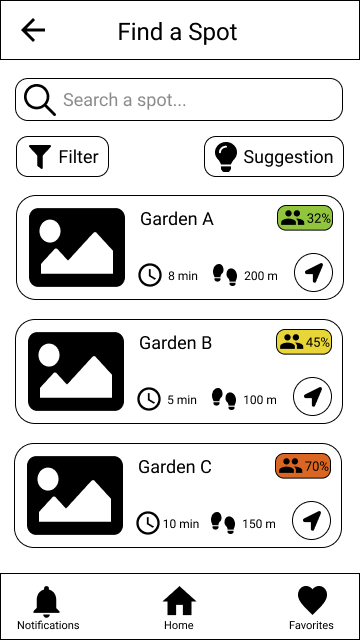 Find a Spot
Search a spot...
Filter
Suggestion
Garden A
32%
8 min
200 m
Garden B
45%
5 min
100 m
Garden C
70%
10 min
150 m
Notifications
Home
Favorites